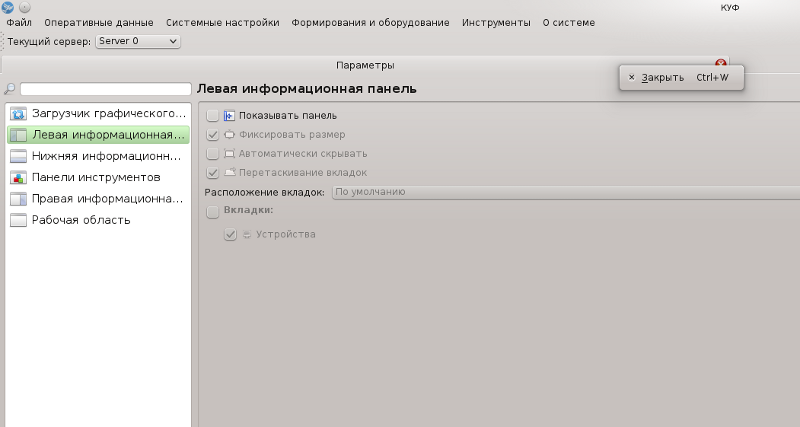 КУФ
Файл Оперативные данные Системные настройки Формирования и оборудование Инструменты О системе
Текущий сервер: Server 0
Параметры
Закрыть Ctrl+W
Левая информационная панель
Загрузчик графического...
Левая информационная...
Нижняя информационн...
Панели инструментов
Правая информациона...
Рабочая область
Показывать панель
Фиксировать размер
Автоматически скрывать
Перетаскивание вкладок
Расположение вкладок: По умолчанию
Вкладки:
Устройства